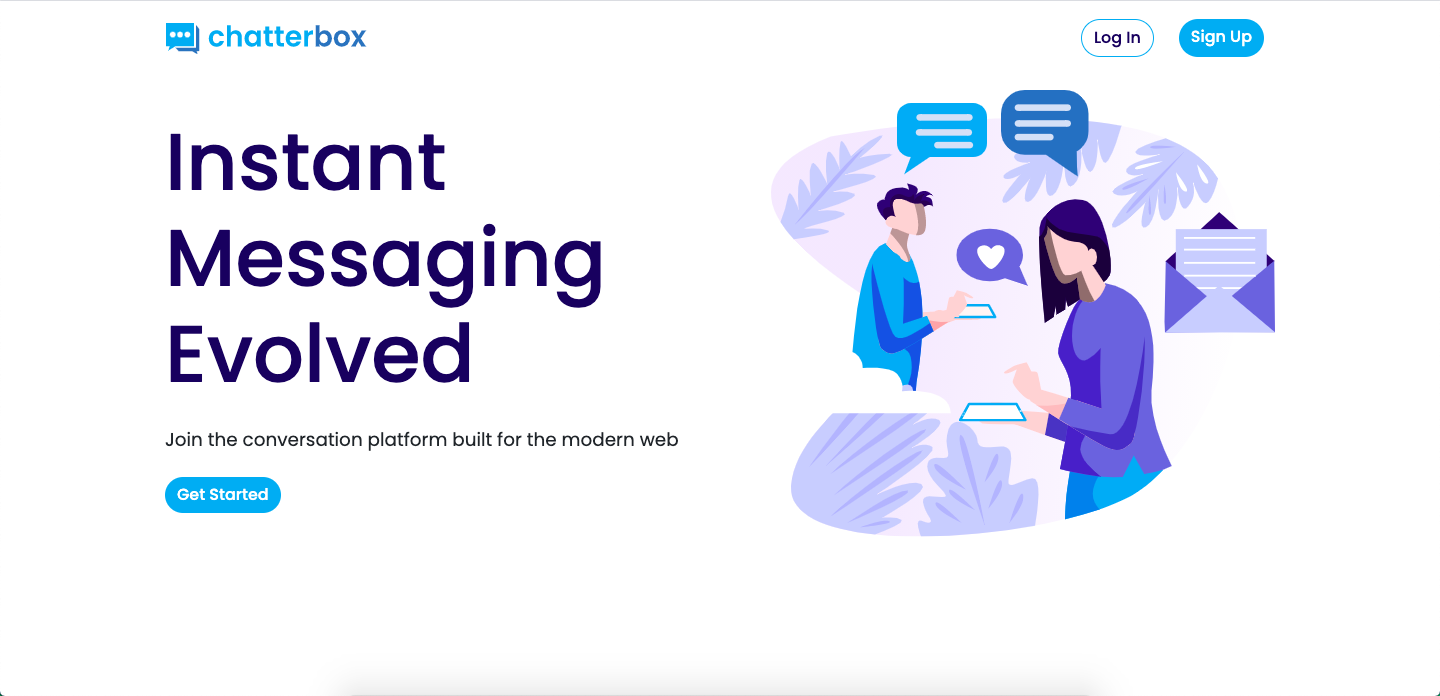 chatterbox
Log In
Sign Up
Instant
Messaging
Evolved
Join the conversation platform built for the modern web
Get Started